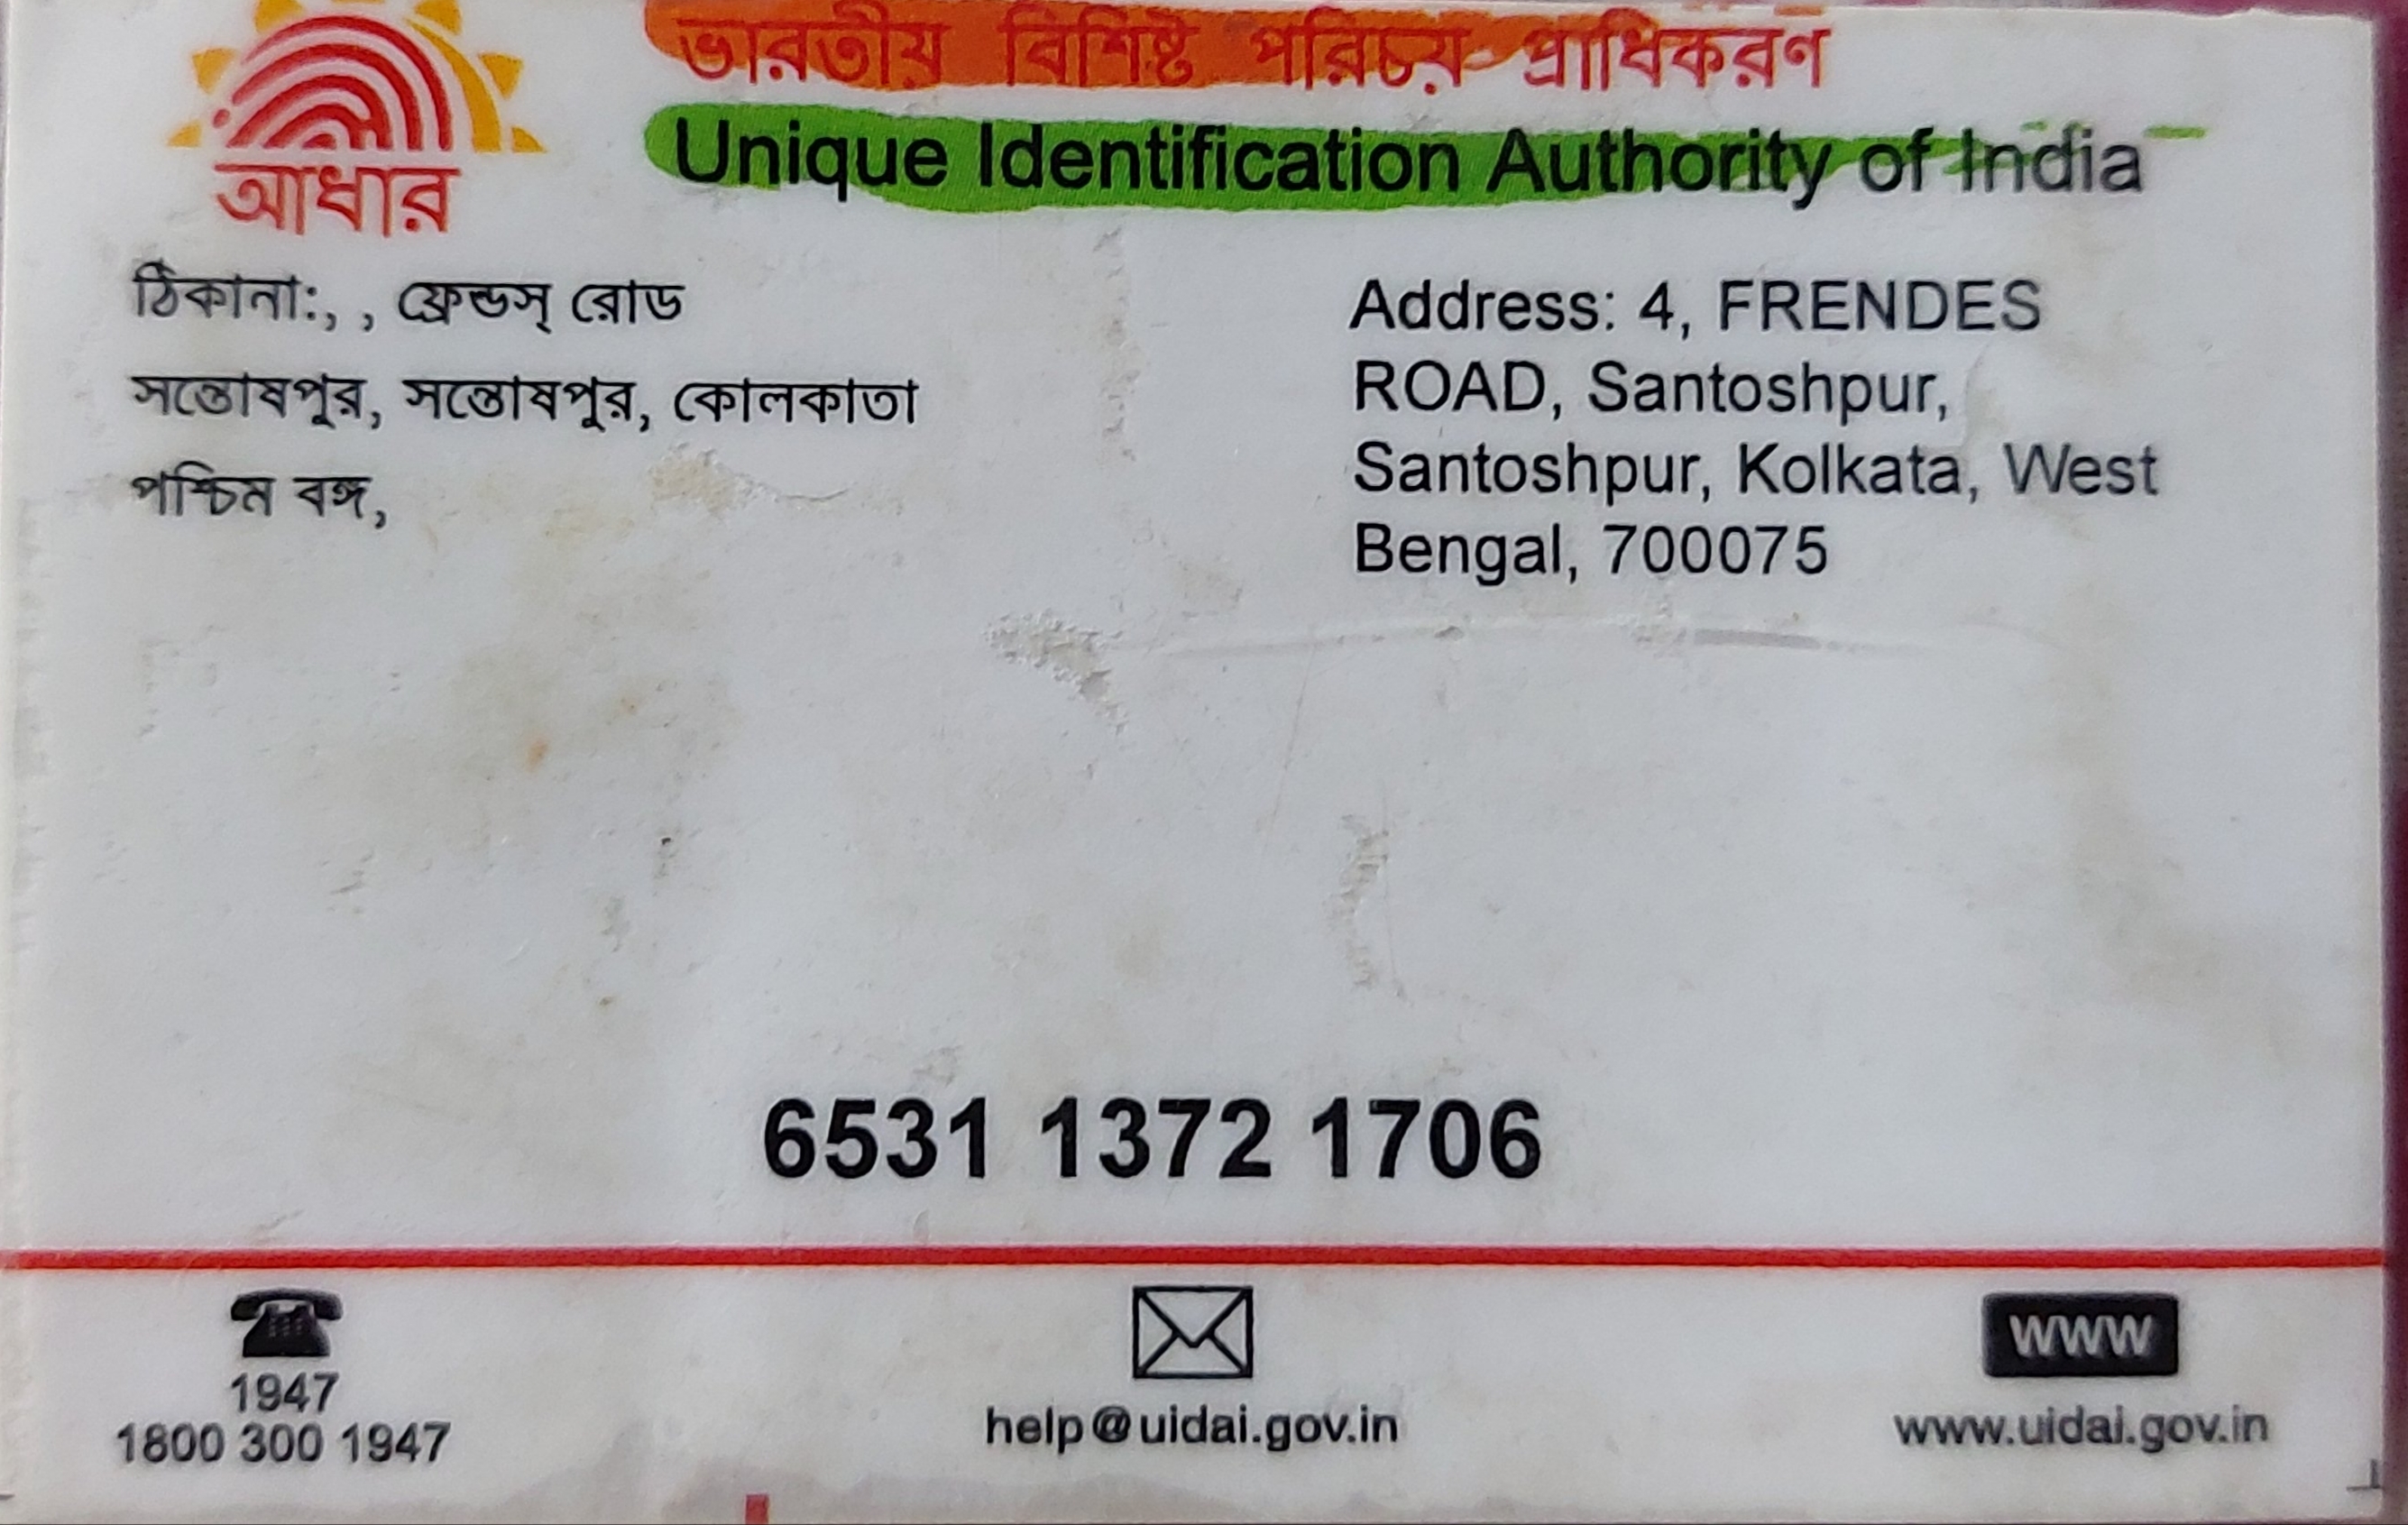 ভারতীয় বিশিষ্ট পরিচয় প্রাধিকরণ
Unique Identification Authority of India
আধার
ঠিকানা:, , ফ্রেন্ডস্ রোড
সন্তোষপুর, সন্তোষপুর, কোলকাতা
পশ্চিম বঙ্গ,
Address: 4, FRENDES
ROAD, Santoshpur,
Santoshpur, Kolkata, West
Bengal, 700075
6531 1372 1706
1947
1800 300 1947
help@uidai.gov.in
www
www.uidai.gov.in